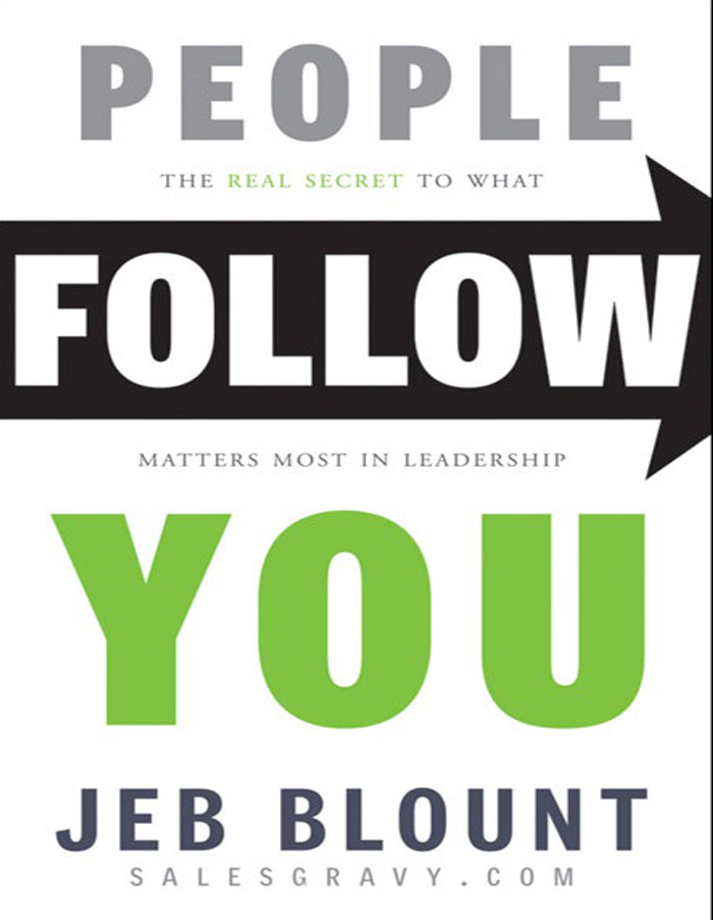 PEOPLE
THE REAL SECRET TO WHAT
FOLLOW
MATTERS MOST IN LEADERSHIP
YOU
JEB BLOUNT
SALESGRAVY.COM